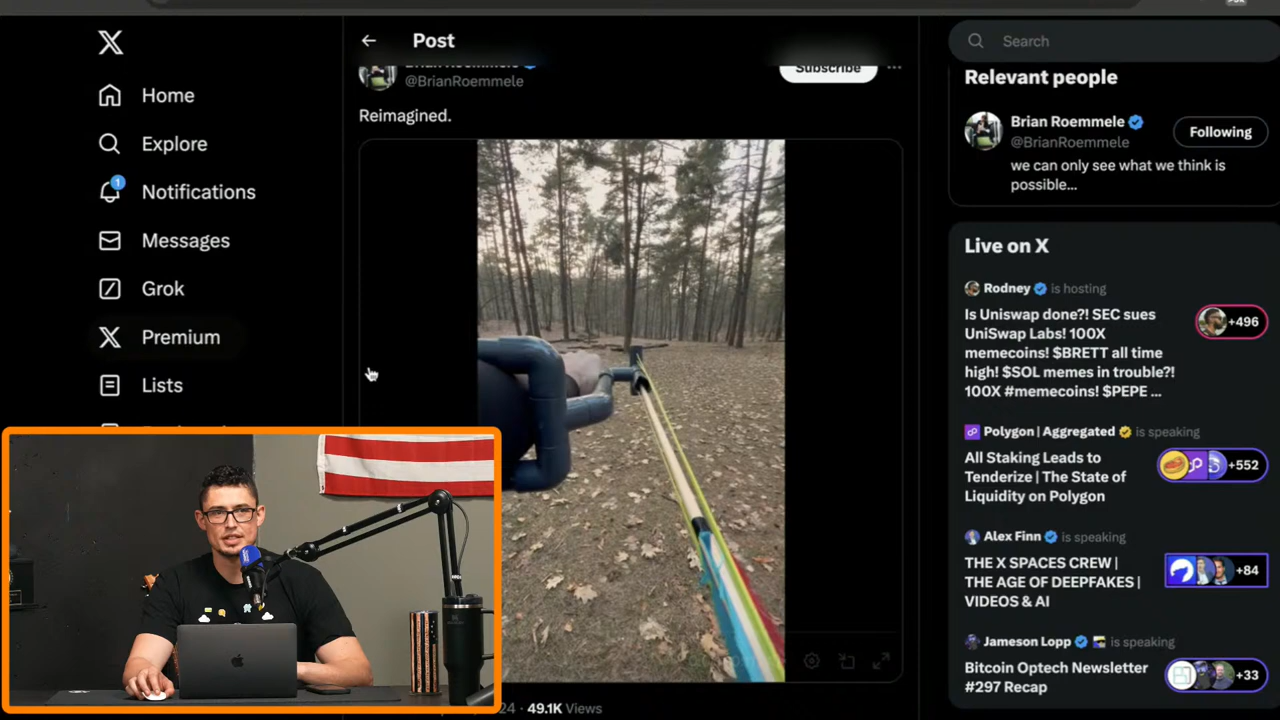 Post
Search
Home
Explore
Notifications
1
Messages
Grok
Premium
Lists
@BrianRoemmele
Subscribe
Reimagined.
24 · 49.1K Views
Relevant people
Brian Roemmele
@BrianRoemmele
Following
we can only see what we think is
possible...
Live on X
Rodney is hosting
Is Uniswap done?! SEC sues
UniSwap Labs! 100X
memecoins! $BRETT all time
high! $SOL memes in trouble?!
100X #memecoins! $PEPE ...
+496
Polygon | Aggregated is speaking
All Staking Leads to
Tenderize | The State of
Liquidity on Polygon
+552
Alex Finn is speaking
THE X SPACES CREW |
THE AGE OF DEEPFAKES |
VIDEOS & AI
+84
Jameson Lopp is speaking
Bitcoin Optech Newsletter
#297 Recap
+33